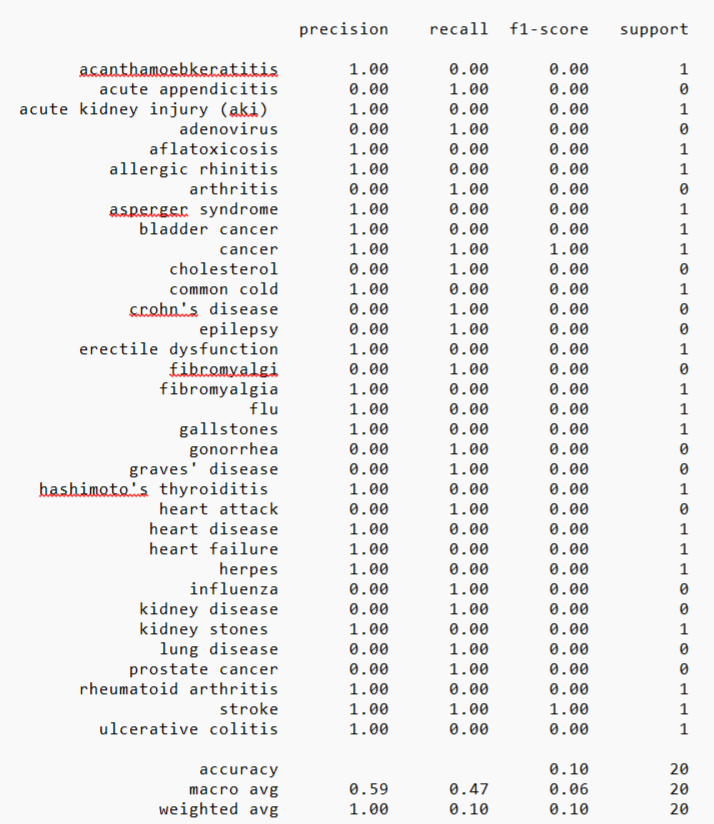 precision recall f1-score support
acanthamoebkeratitis 1.00 0.00 0.00 1
acute appendicitis 0.00 1.00 0.00 0
acute kidney injury (aki) 1.00 0.00 0.00 1
adenovirus 0.00 1.00 0.00 0
aflatoxicosis 1.00 0.00 0.00 1
allergic rhinitis 1.00 0.00 0.00 1
arthritis 0.00 1.00 0.00 0
asperger syndrome 1.00 0.00 0.00 1
bladder cancer 1.00 0.00 0.00 1
cancer 1.00 1.00 1.00 1
cholesterol 0.00 1.00 0.00 0
common cold 1.00 0.00 0.00 1
crohn's disease 0.00 1.00 0.00 0
epilepsy 0.00 1.00 0.00 0
erectile dysfunction 1.00 0.00 0.00 1
fibromyalgi 0.00 1.00 0.00 0
fibromyalgia 1.00 0.00 0.00 1
flu 1.00 0.00 0.00 1
gallstones 1.00 0.00 0.00 1
gonorrhea 0.00 1.00 0.00 0
graves' disease 0.00 1.00 0.00 0
hashimoto's thyroiditis 1.00 0.00 0.00 1
heart attack 0.00 1.00 0.00 0
heart disease 1.00 0.00 0.00 1
heart failure 1.00 0.00 0.00 1
herpes 1.00 0.00 0.00 1
influenza 0.00 1.00 0.00 0
kidney disease 0.00 1.00 0.00 0
kidney stones 1.00 0.00 0.00 1
lung disease 0.00 1.00 0.00 0
prostate cancer 0.00 1.00 0.00 0
rheumatoid arthritis 1.00 0.00 0.00 1
stroke 1.00 1.00 1.00 1
ulcerative colitis 1.00 0.00 0.00 1
accuracy 0.10 20
macro avg 0.59 0.47 0.06 20
weighted avg 1.00 0.10 0.10 20